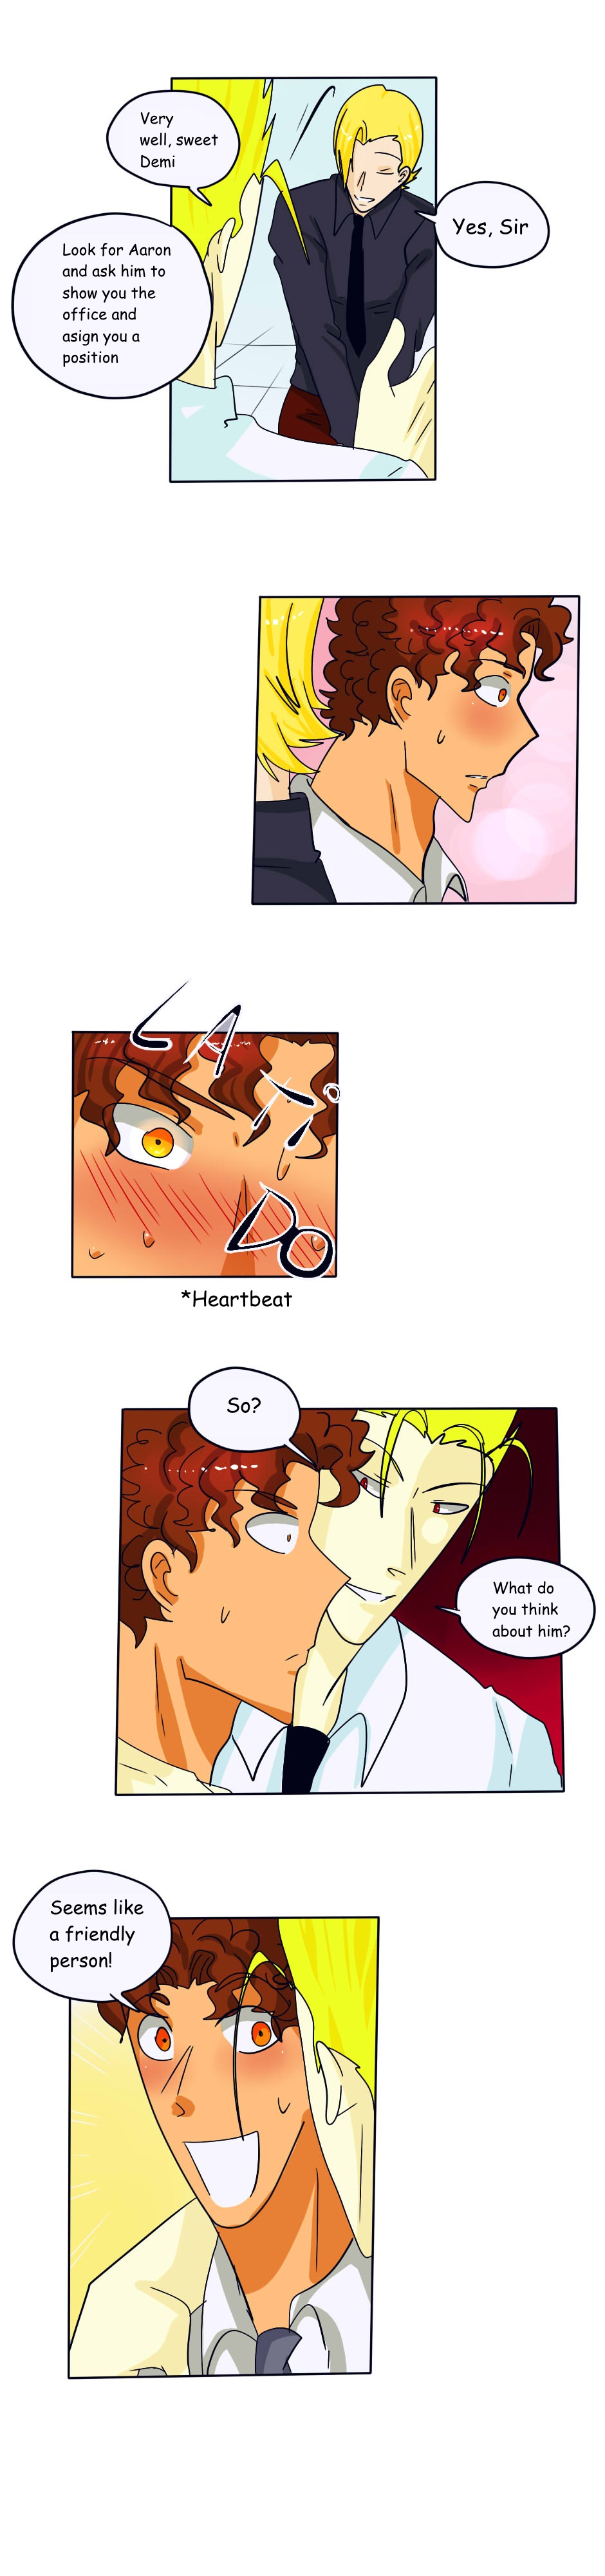 Very
well, sweet
Demi
Yes, Sir
Look for Aaron
and ask him to
show you the
office and
asign you a
position
LATIDO
*Heartbeat
So?
What do
you think
about him?
Seems like
a friendly
person!